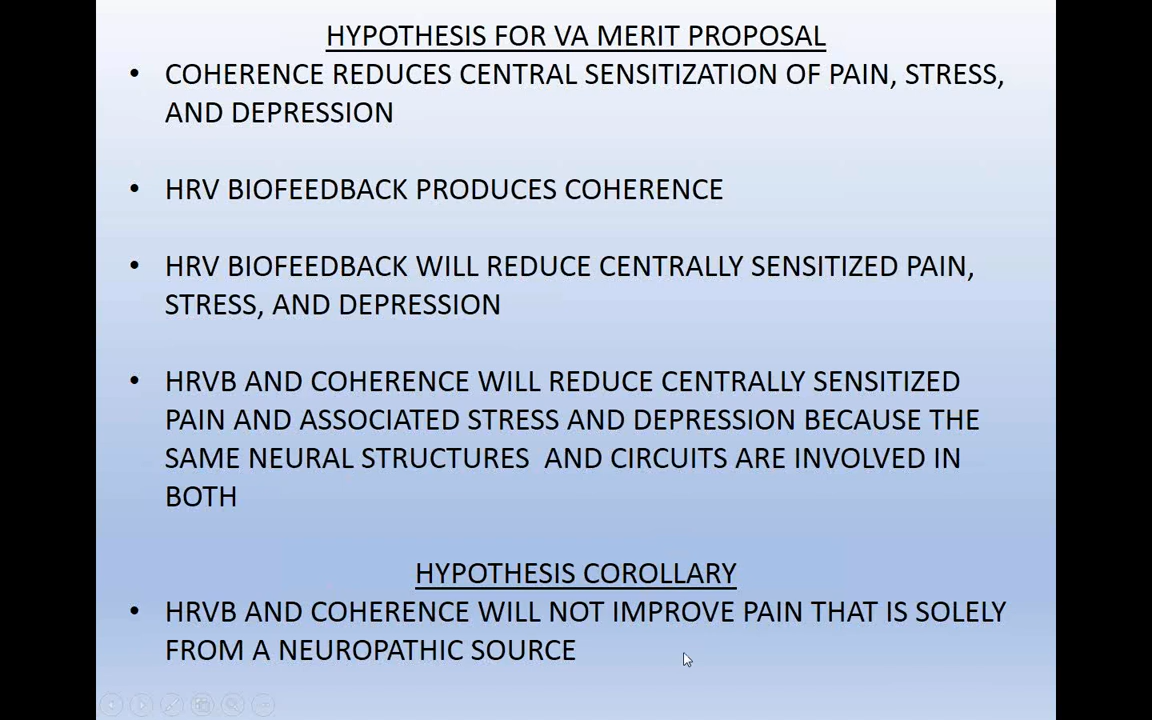 HYPOTHESIS FOR VA MERIT PROPOSAL
• COHERENCE REDUCES CENTRAL SENSITIZATION OF PAIN, STRESS,
AND DEPRESSION
• HRV BIOFEEDBACK PRODUCES COHERENCE
• HRV BIOFEEDBACK WILL REDUCE CENTRALLY SENSITIZED PAIN,
STRESS, AND DEPRESSION
• HRVB AND COHERENCE WILL REDUCE CENTRALLY SENSITIZED
PAIN AND ASSOCIATED STRESS AND DEPRESSION BECAUSE THE
SAME NEURAL STRUCTURES  AND CIRCUITS ARE INVOLVED IN
BOTH
HYPOTHESIS COROLLARY
• HRVB AND COHERENCE WILL NOT IMPROVE PAIN THAT IS SOLELY
FROM A NEUROPATHIC SOURCE